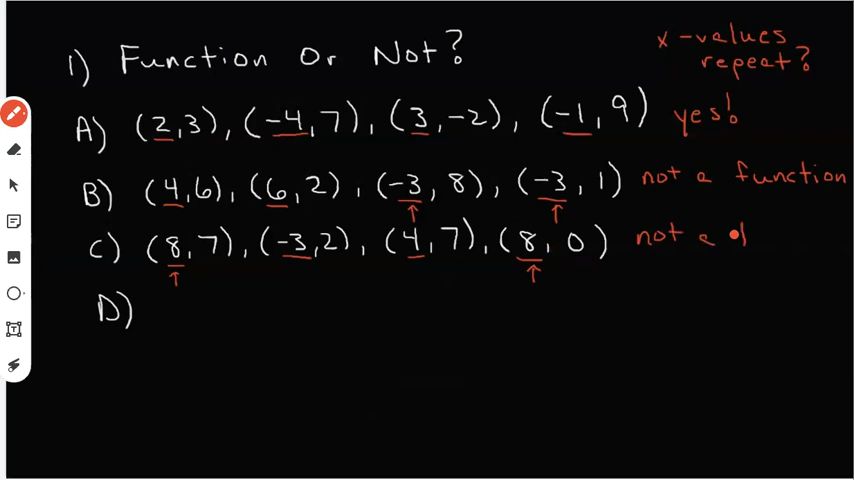 1) Function Or Not?
x-values
repeat?
A) (2,3), (-4,7), (3,-2), (-1,9) yes!
B) (4,6), (6,2), (-3,8), (-3,1) not a function
C) (8,7), (-3,2), (4,7), (8,0) not a
D)